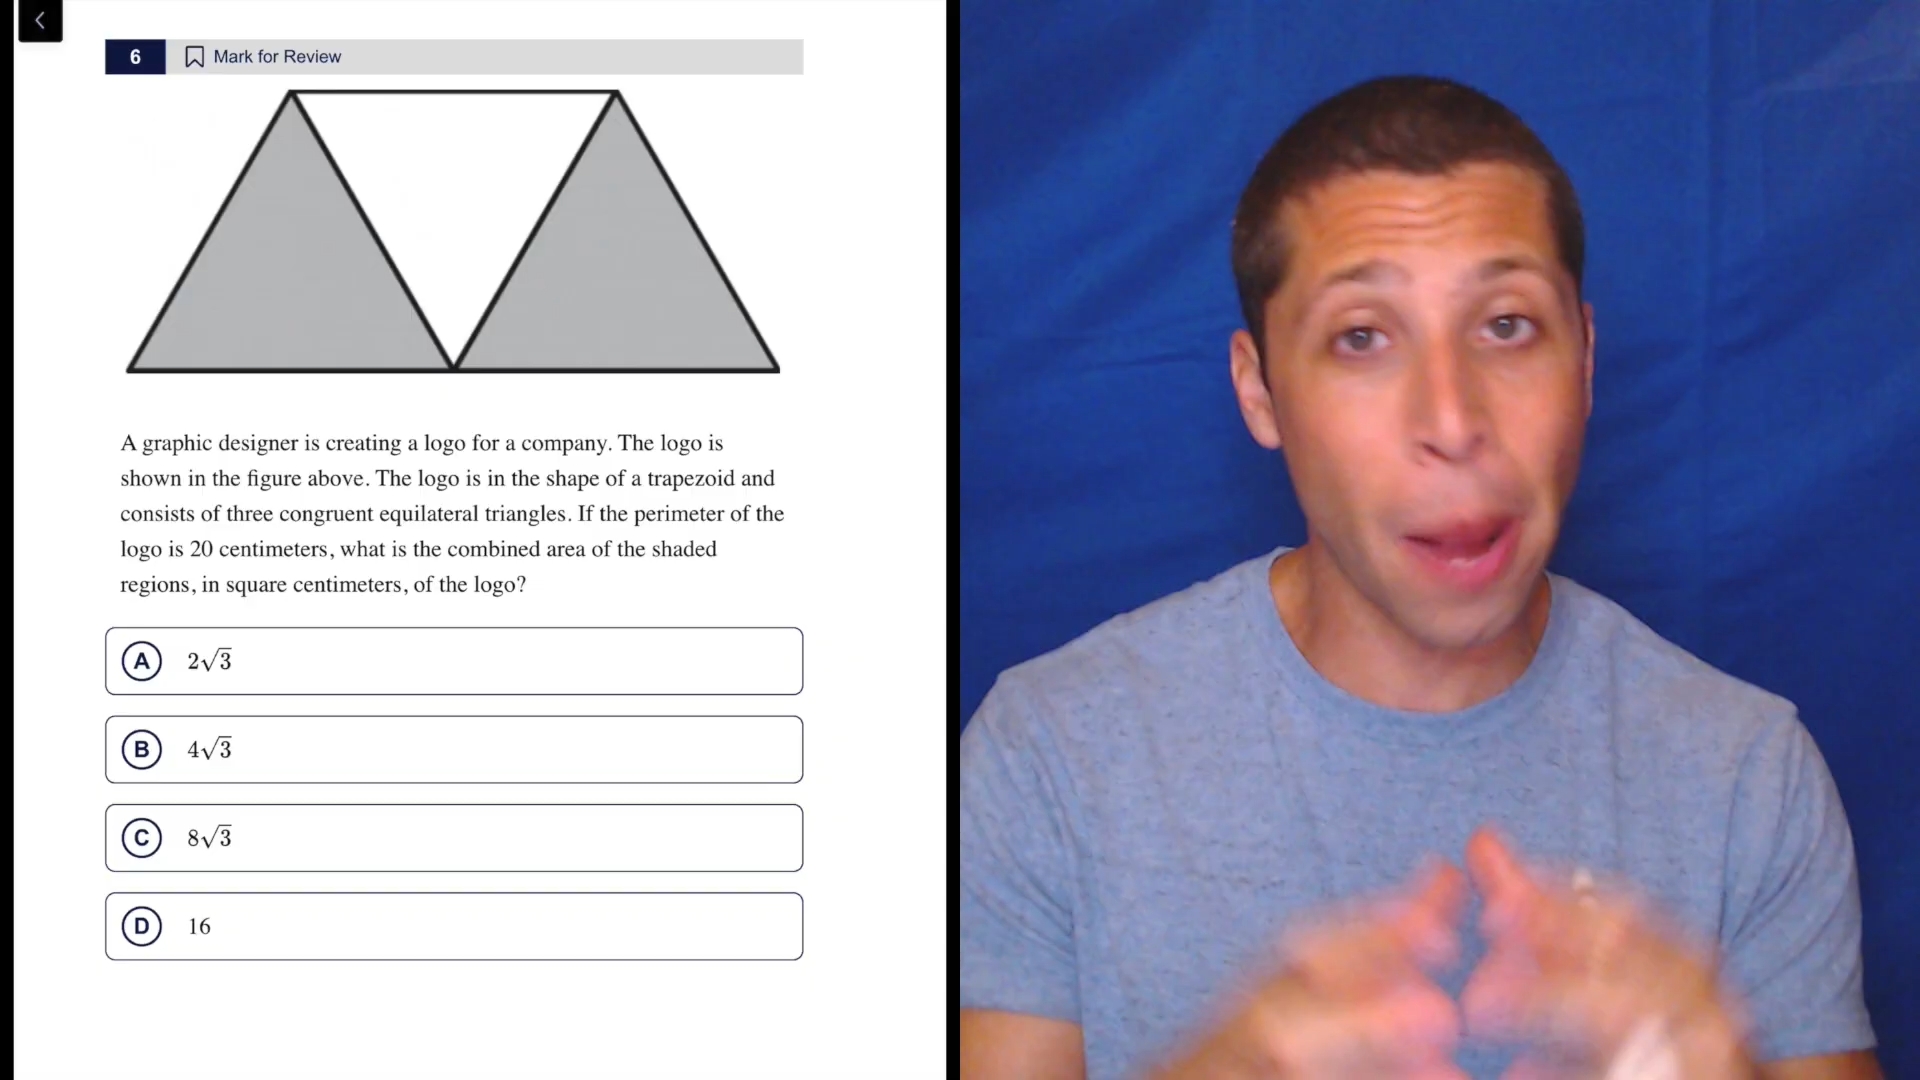 6 Mark for Review
A graphic designer is creating a logo for a company. The logo is
shown in the figure above. The logo is in the shape of a trapezoid and
consists of three congruent equilateral triangles. If the perimeter of the
logo is 20 centimeters, what is the combined area of the shaded
regions, in square centimeters, of the logo?
A 2√3
B 4√3
C 8√3
D 16